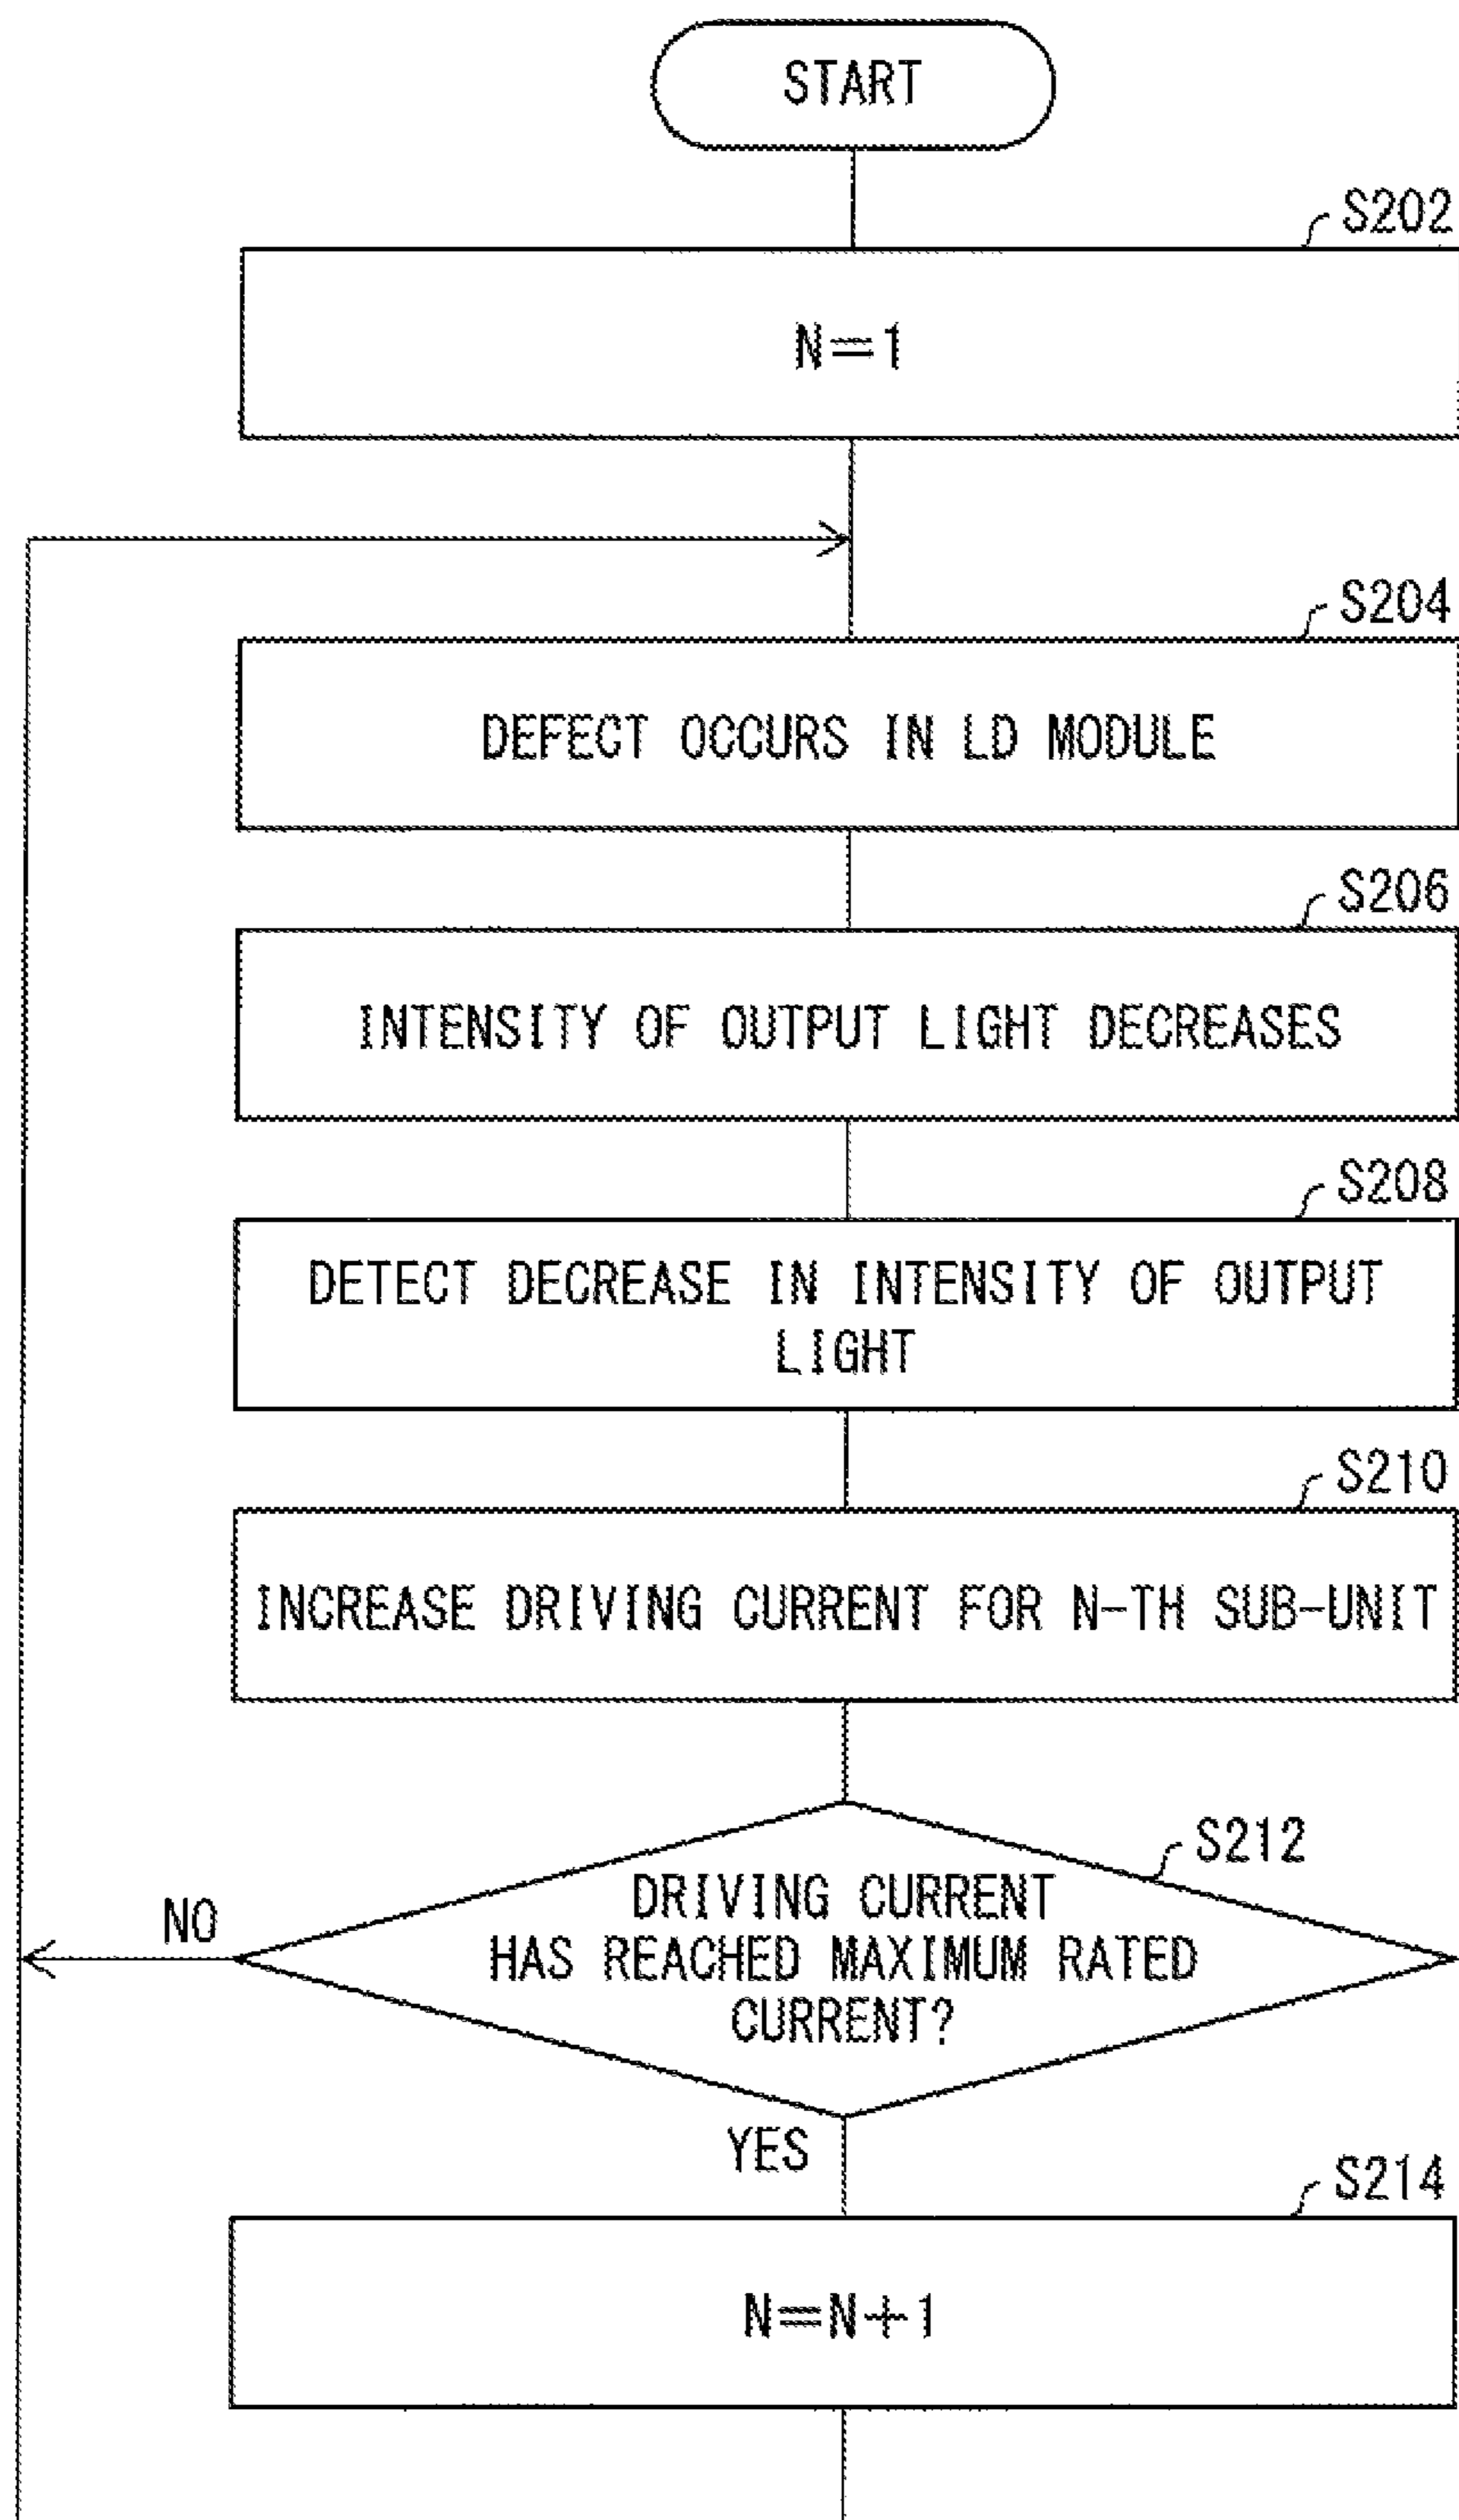 START
S202
N=1
S204
DEFECT OCCURS IN LD MODULE
S206
INTENSITY OF OUTPUT LIGHT DECREASES
S208
DETECT DECREASE IN INTENSITY OF OUTPUT
LIGHT
S210
INCREASE DRIVING CURRENT FOR N-TH SUB-UNIT
S212
DRIVING CURRENT
HAS REACHED MAXIMUM RATED
CURRENT?
NO
YES
S214
N=N+1